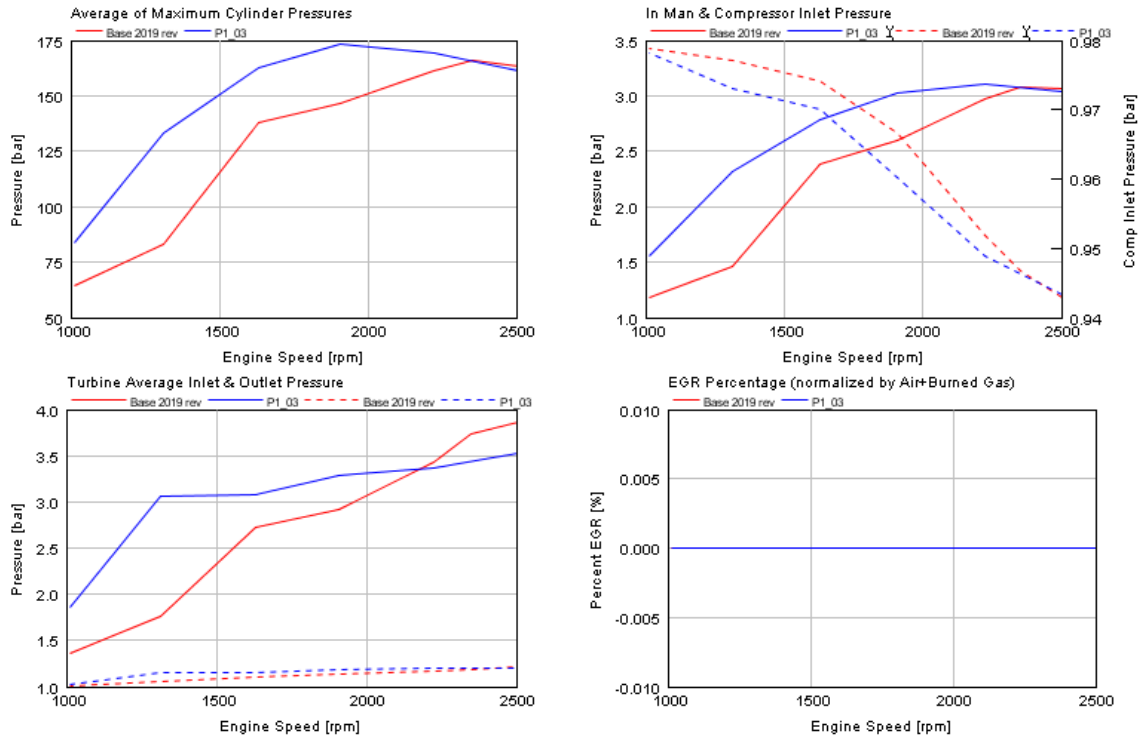 Average of Maximum Cylinder Pressures
Base 2019 rev P1_03
175
150
125
100
75
50
Pressure [bar]
1000 1500 2000 2500
Engine Speed [rpm]
In Man & Compressor Inlet Pressure
Base 2019 rev P1_03 Y Base 2019 rev Y P1_03
3.5
3.0
2.5
2.0
1.5
1.0
Pressure [bar]
0.98
0.97
0.96
0.95
0.94
Comp Inlet Pressure [bar]
1000 1500 2000 2500
Engine Speed [rpm]
Turbine Average Inlet & Outlet Pressure
Base 2019 rev P1_03 Base 2019 rev P1_03
4.0
3.5
3.0
2.5
2.0
1.5
1.0
Pressure [bar]
1000 1500 2000 2500
Engine Speed [rpm]
EGR Percentage (normalized by Air+Burned Gas)
Base 2019 rev P1_03
0.010
0.005
0.000
-0.005
-0.010
Percent EGR [%]
1000 1500 2000 2500
Engine Speed [rpm]